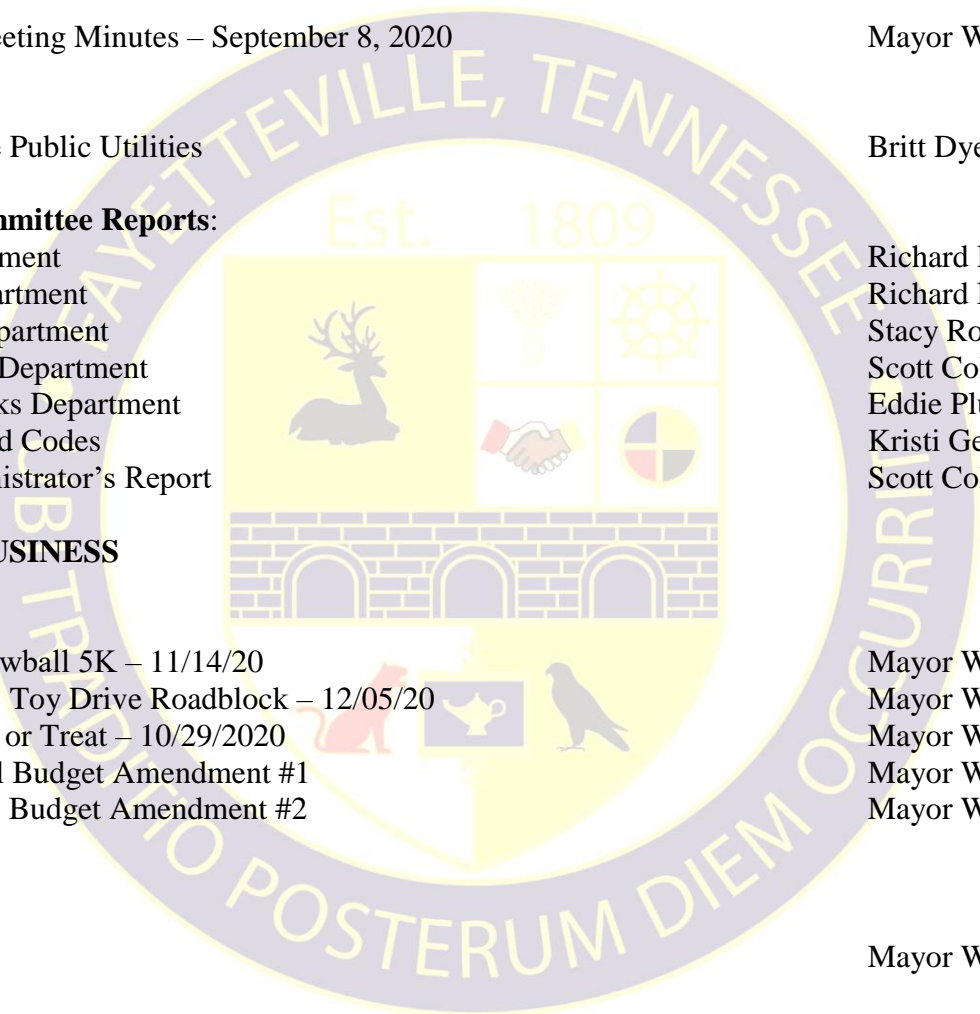 eeting Minutes – September 8, 2020 Mayor W
Public Utilities Britt Dye
mmittee Reports:
ment Richard
artment Richard
partment Stacy Ro
Department Scott Co
ks Department Eddie Pl
d Codes Kristi Ge
nistrator's Report Scott Co
USINESS
wball 5K – 11/14/20 Mayor W
Toy Drive Roadblock – 12/05/20 Mayor W
or Treat – 10/29/2020 Mayor W
l Budget Amendment #1 Mayor W
Budget Amendment #2 Mayor W
Mayor W
FAYETTEVILLE, TENNESSEE
Est. 1809
TRADITIO POSTERUM DIEM OCCURRIT